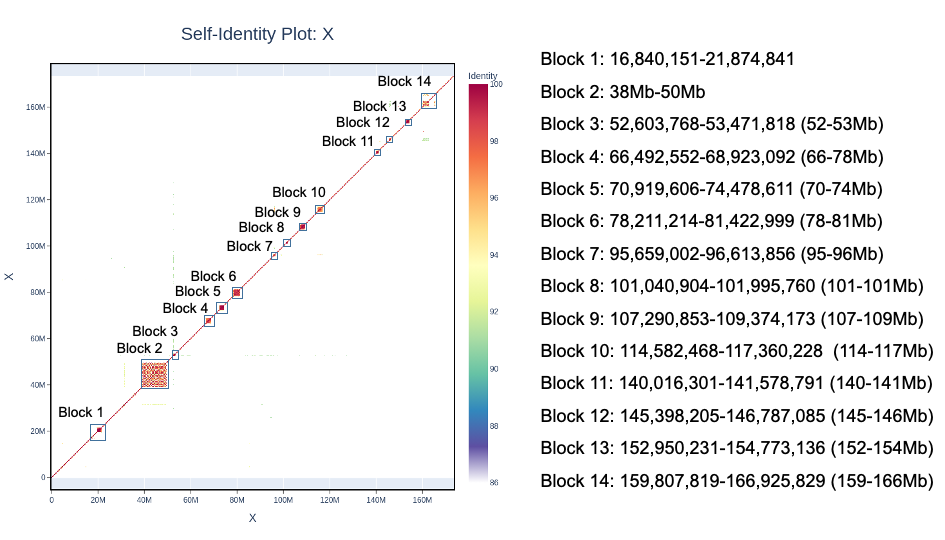 Self-Identity Plot: X
Identity
100
98
96
94
92
90
88
86
160M
140M
120M
100M
80M
60M
40M
20M
0
X
Block 14
Block 13
Block 12
Block 11
Block 10
Block 9
Block 8
Block 7
Block 6
Block 5
Block 4
Block 3
Block 2
Block 1
0
20M
40M
60M
80M
100M
120M
140M
160M
X
Block 1: 16,840,151-21,874,841
Block 2: 38Mb-50Mb
Block 3: 52,603,768-53,471,818 (52-53Mb)
Block 4: 66,492,552-68,923,092 (66-78Mb)
Block 5: 70,919,606-74,478,611 (70-74Mb)
Block 6: 78,211,214-81,422,999 (78-81Mb)
Block 7: 95,659,002-96,613,856 (95-96Mb)
Block 8: 101,040,904-101,995,760 (101-101Mb)
Block 9: 107,290,853-109,374,173 (107-109Mb)
Block 10: 114,582,468-117,360,228 (114-117Mb)
Block 11: 140,016,301-141,578,791 (140-141Mb)
Block 12: 145,398,205-146,787,085 (145-146Mb)
Block 13: 152,950,231-154,773,136 (152-154Mb)
Block 14: 159,807,819-166,925,829 (159-166Mb)